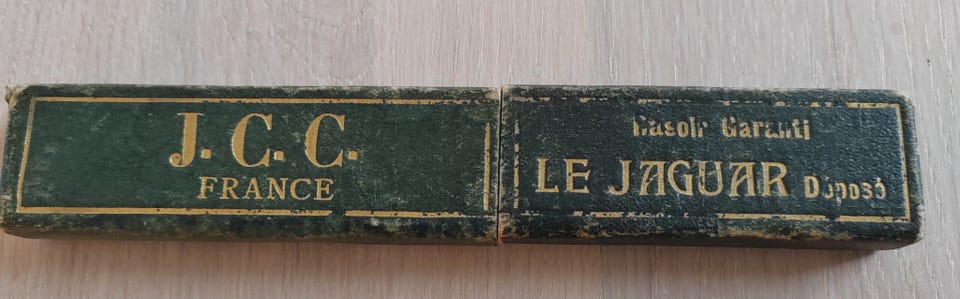 J. C. C.
FRANCE
Rasoir Garanti
LE JAGUAR Déposé